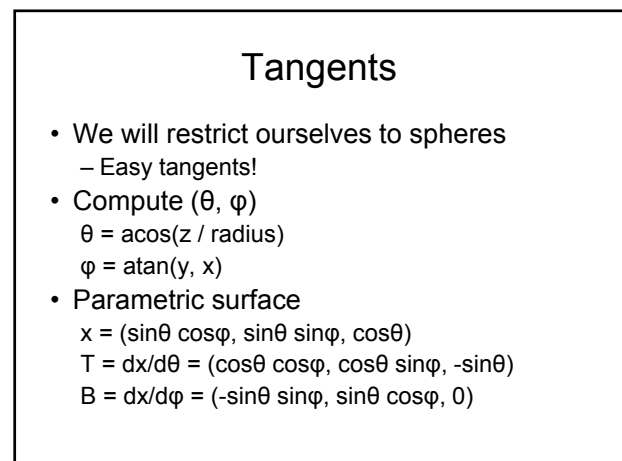 Tangents
• We will restrict ourselves to spheres
– Easy tangents!
• Compute (θ, φ)
θ = acos(z / radius)
φ = atan(y, x)
• Parametric surface
x = (sinθ cosφ, sinθ sinφ, cosθ)
T = dx/dθ = (cosθ cosφ, cosθ sinφ, -sinθ)
B = dx/dφ = (-sinθ sinφ, sinθ cosφ, 0)